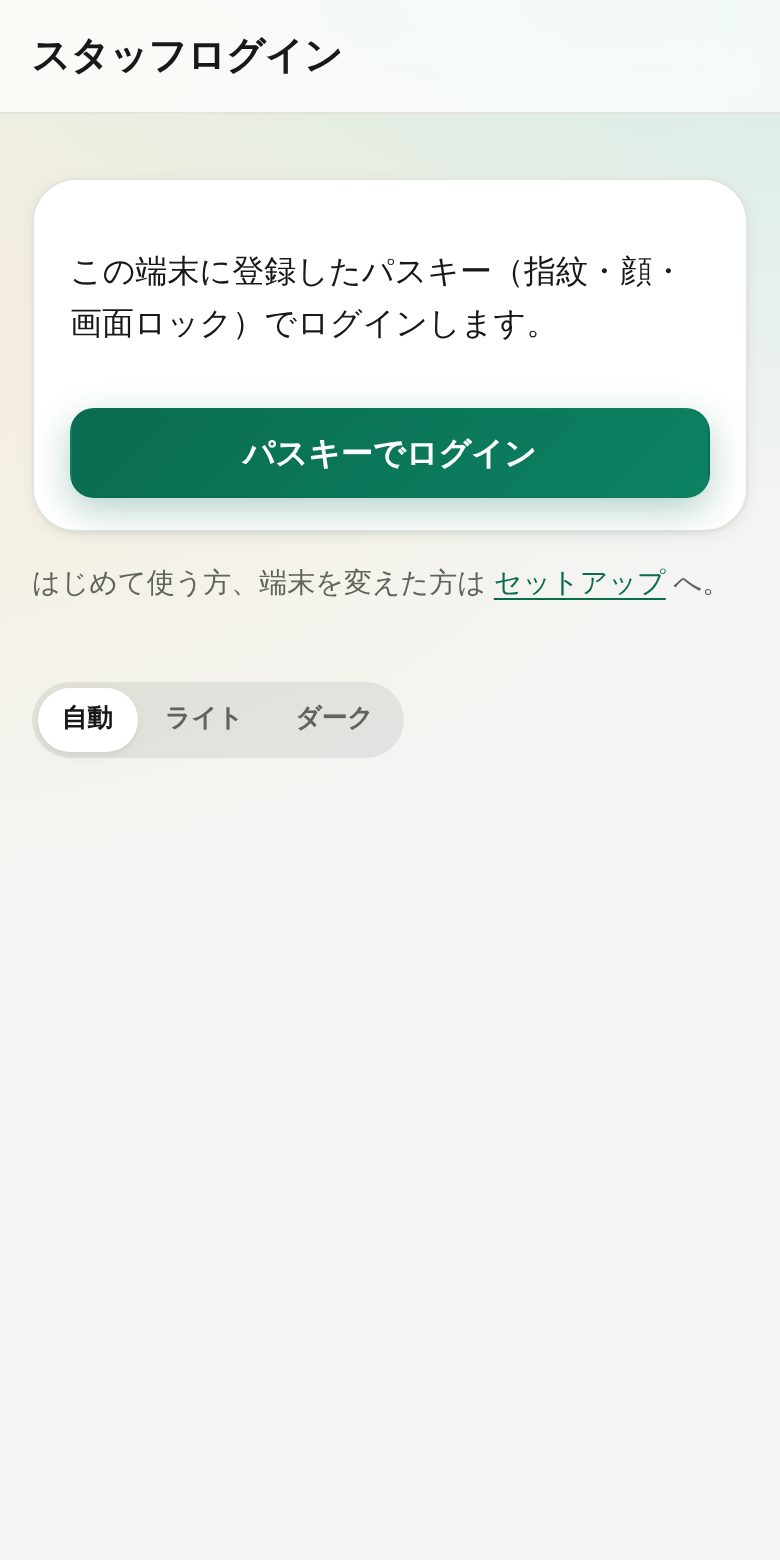 スタッフログイン
この端末に登録したパスキー（指紋・顔・
画面ロック）でログインします。
パスキーでログイン
はじめて使う方、端末を変えた方は セットアップ へ。
自動 ライト ダーク